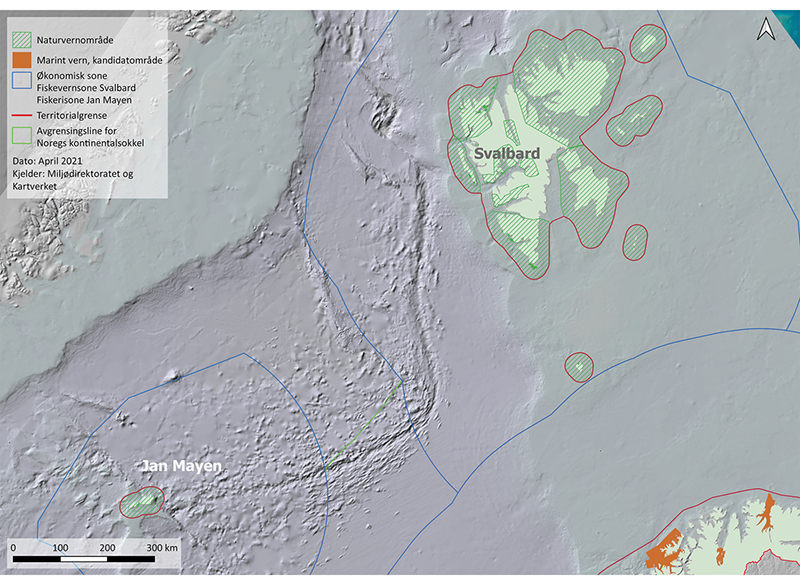 Naturvernområde
Marint vern, kandidatområde
Økonomisk sone
Fiskevernsone Svalbard
Fiskerisone Jan Mayen
Territorialgrense
Avgrensingsline for
Noregs kontinentalsokkel
Dato: April 2021
Kjelder: Miljødirektoratet og
Kartverket
Svalbard
Jan Mayen
0 100 200 300 km